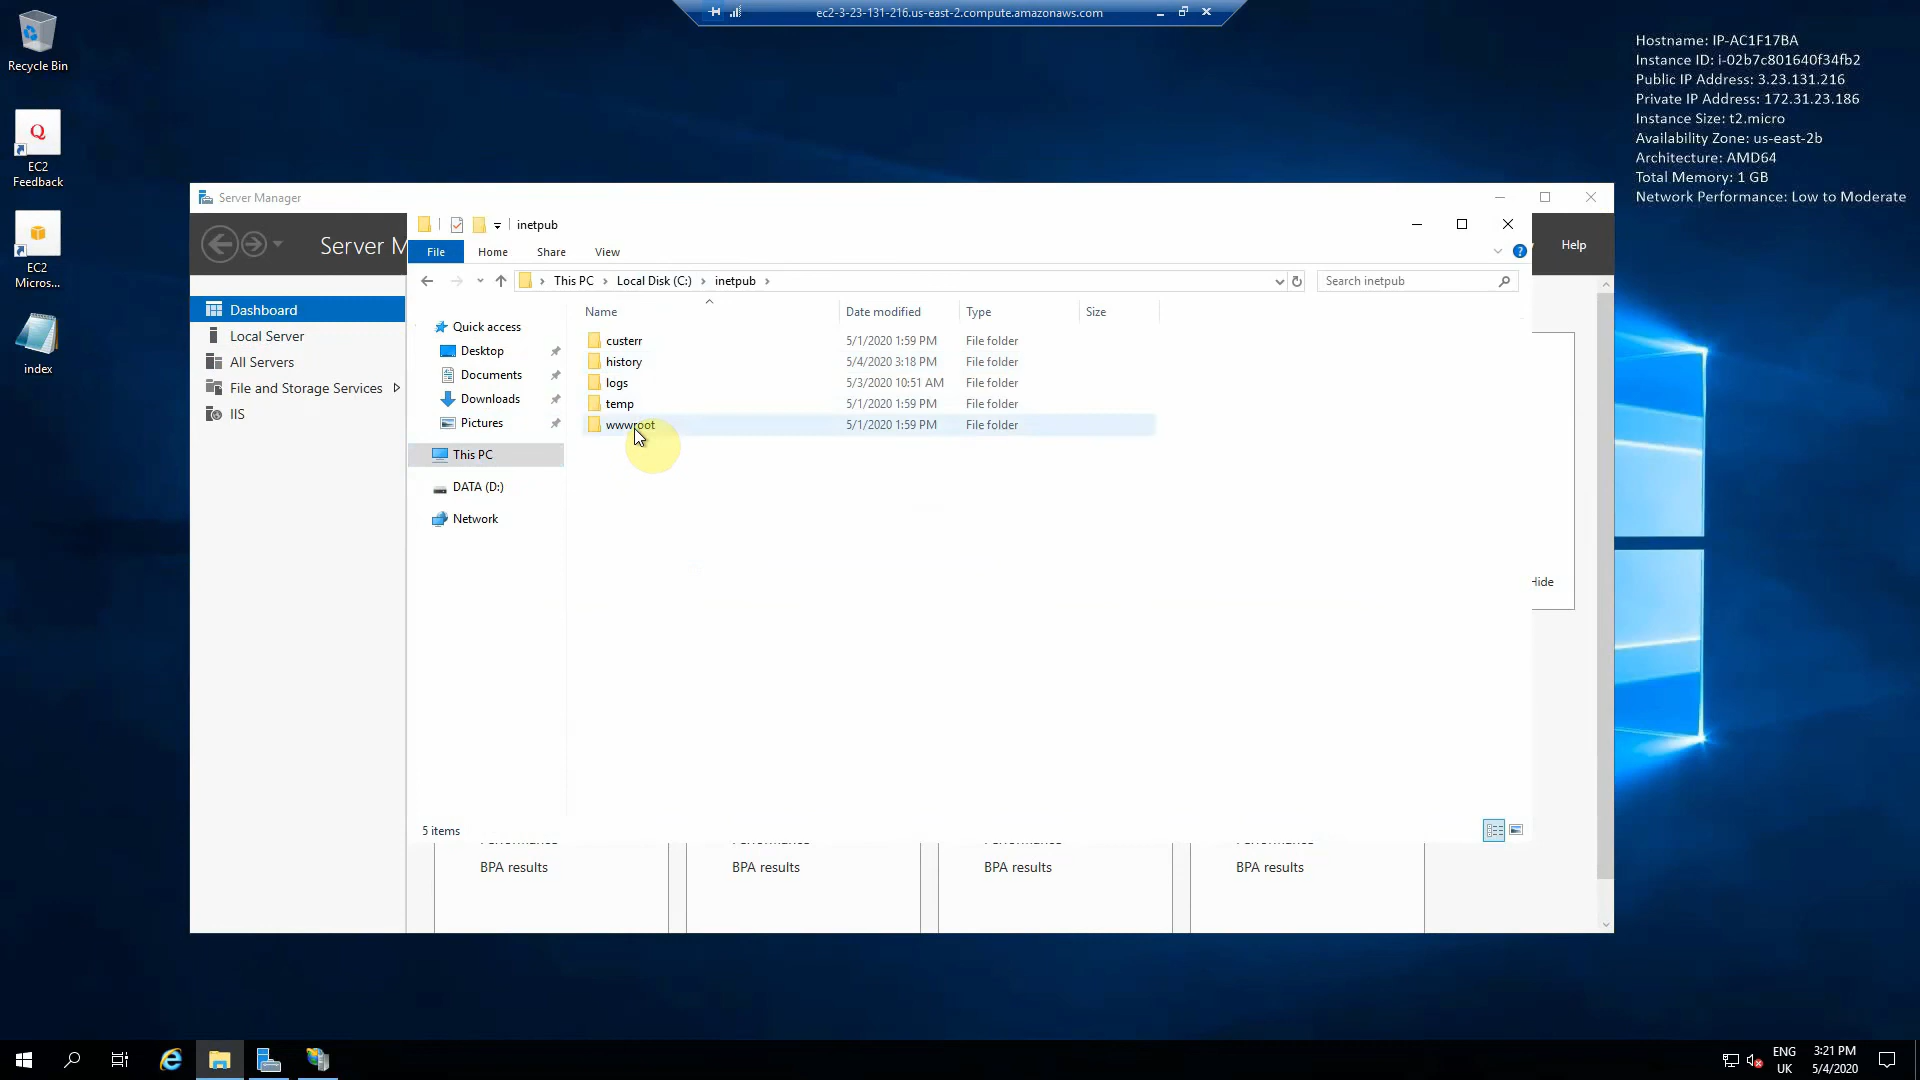 ec2-3-23-131-216.us-east-2.compute.amazonaws.com
Recycle Bin
EC2
Feedback
EC2
Micros...
index
Hostname: IP-AC1F17BA
Instance ID: i-02b7c801640f34fb2
Public IP Address: 3.23.131.216
Private IP Address: 172.31.23.186
Instance Size: t2.micro
Availability Zone: us-east-2b
Architecture: AMD64
Total Memory: 1 GB
Network Performance: Low to Moderate
Server Manager
Server M
Help
Dashboard
Local Server
All Servers
File and Storage Services
IIS
inetpub
File Home Share View
This PC Local Disk (C:) inetpub
Search inetpub
Quick access
Desktop
Documents
Downloads
Pictures
This PC
DATA (D:)
Network
Name Date modified Type Size
custerr 5/1/2020 1:59 PM File folder
history 5/4/2020 3:18 PM File folder
logs 5/3/2020 10:51 AM File folder
temp 5/1/2020 1:59 PM File folder
wwwroot 5/1/2020 1:59 PM File folder
Hide
5 items
Performance Performance Performance Performance
BPA results BPA results BPA results BPA results
ENG
UK
3:21 PM
5/4/2020